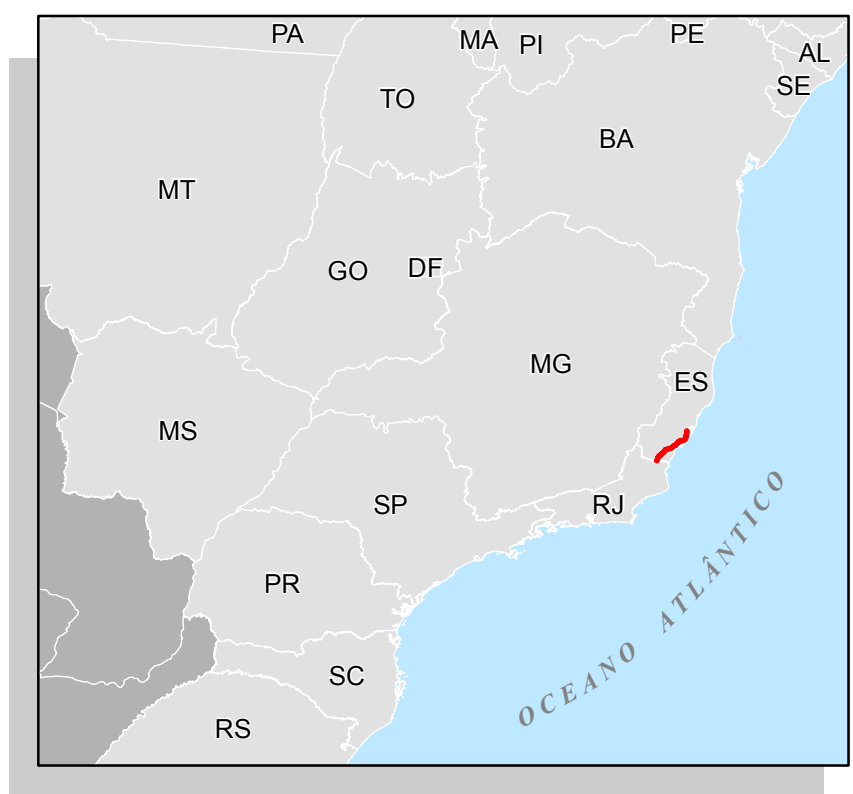 PA
MA
PI
PE
AL
SE
TO
BA
MT
GO
DF
MG
ES
MS
SP
RJ
PR
SC
RS
OCEANO ATLÂNTICO